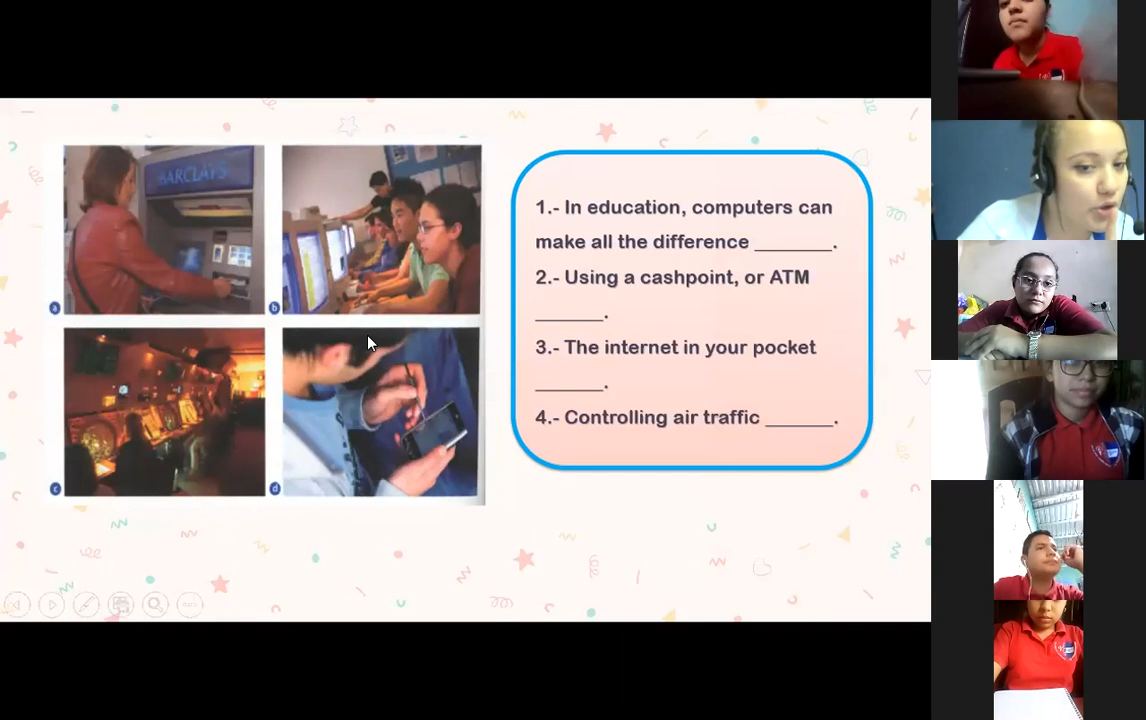 BARCLAYS
a
b
c
d
1.- In education, computers can
make all the difference ________.
2.- Using a cashpoint, or ATM
_______.
3.- The internet in your pocket
_______.
4.- Controlling air traffic _______.